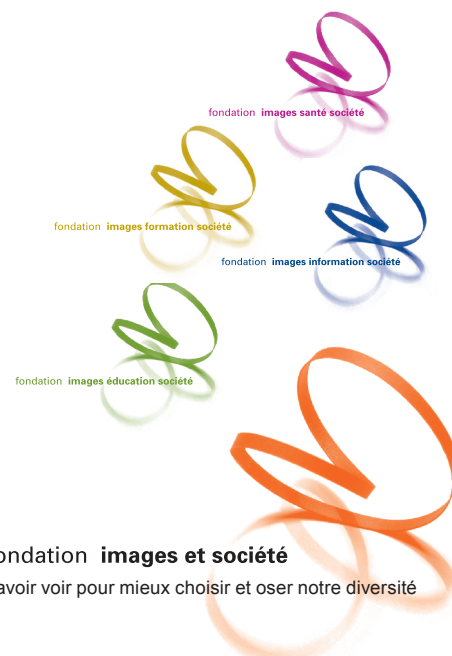 fondation images santé société
fondation images formation société
fondation images information société
fondation images éducation société
ondation images et société
avoir voir pour mieux choisir et oser notre diversité